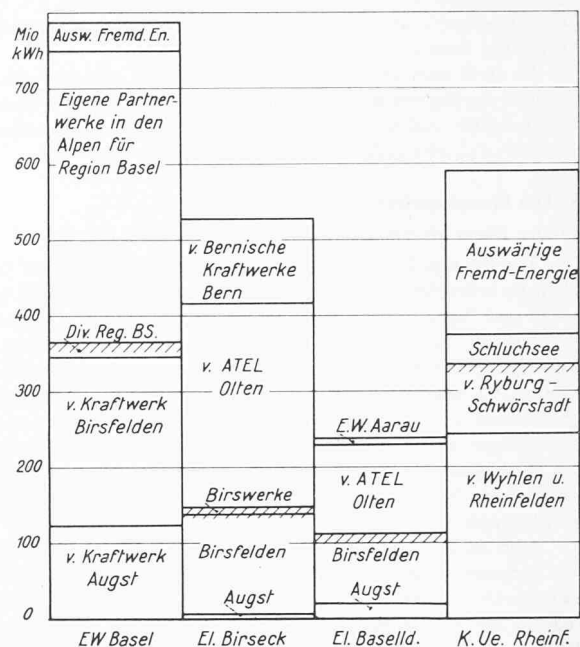 Mio
kWh
700
600
500
400
300
200
100
0
Ausw. Fremd. En.
Eigene Partner-
werke in den
Alpen für
Region Basel
Div. Reg. BS.
v. Kraftwerk
Birsfelden
v. Kraftwerk
Augst
EW Basel
v. Bernische
Kraftwerke
Bern
v. ATEL
Olten
Birswerke
Birsfelden
Augst
El. Birseck
E.W. Aarau
v. ATEL
Olten
Birsfelden
Augst
El. Baselld.
Auswärtige
Fremd-Energie
Schluchsee
v. Ryburg-
Schwörstadt
v. Wyhlen u.
Rheinfelden
K. Ue. Rheinf.